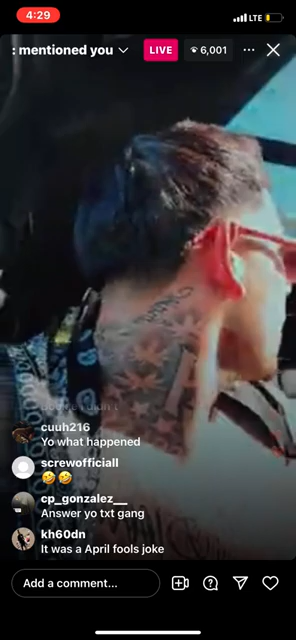 4:29
LTE
: mentioned you
LIVE
6,001
cuuh216
Yo what happened
screwofficiall
🤣🤣
cp_gonzalez__
Answer yo txt gang
kh60dn
It was a April fools joke
Add a comment...